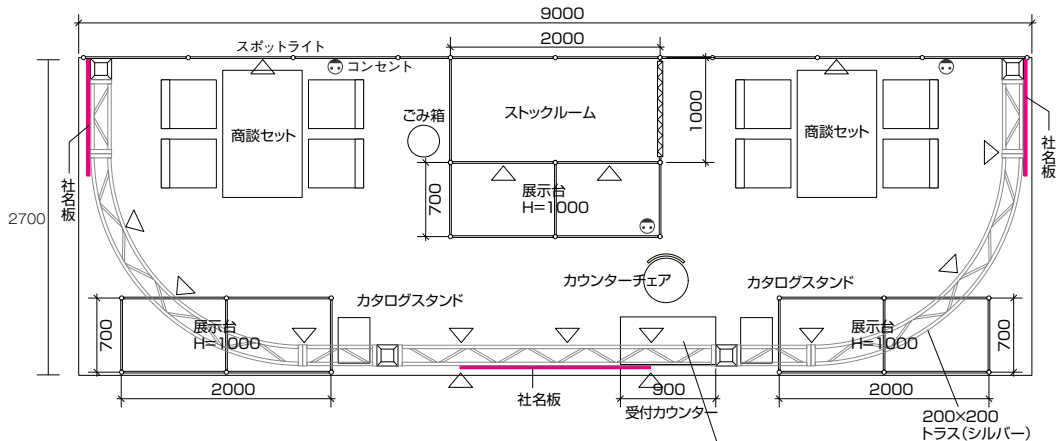 9000
2000
スポットライト
コンセント
ごみ箱
ストックルーム
1000
商談セット
商談セット
社名板
社名板
2700
700
展示台
H=1000
カウンターチェア
カタログスタンド
カタログスタンド
700
展示台
H=1000
展示台
H=1000
700
2000
社名板
900
受付カウンター
2000
200×200
トラス(シルバー)